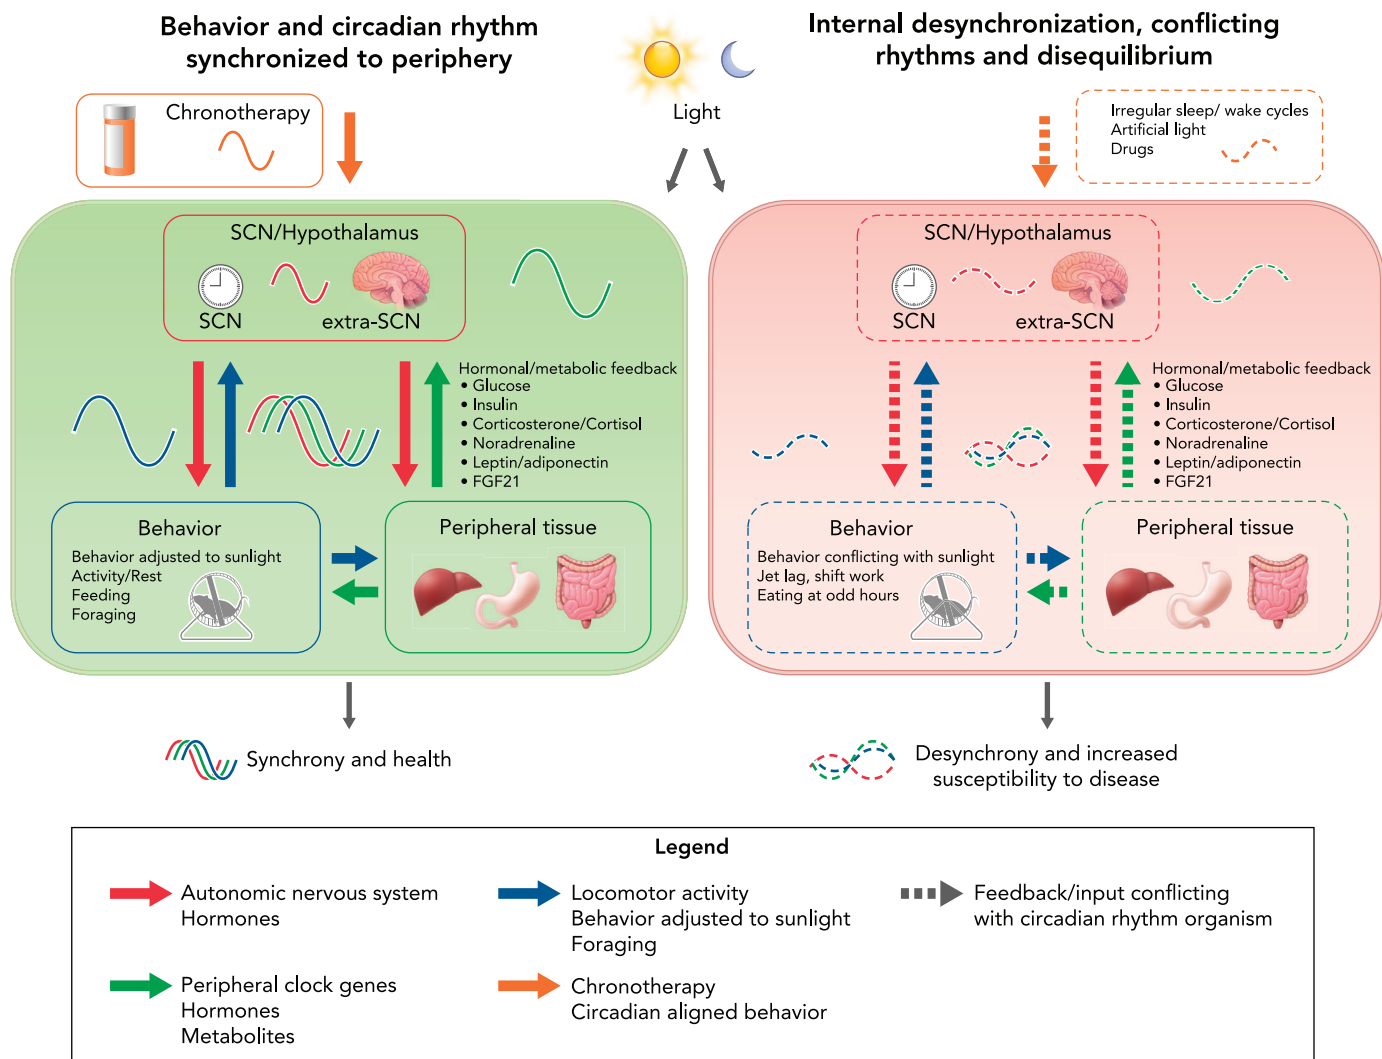 Behavior and circadian rhythm
synchronized to periphery
Internal desynchronization, conflicting
rhythms and disequilibrium
Chronotherapy
Light
Irregular sleep/ wake cycles
Artificial light
Drugs
SCN/Hypothalamus
SCN
extra-SCN
Hormonal/metabolic feedback
• Glucose
• Insulin
• Corticosterone/Cortisol
• Noradrenaline
• Leptin/adiponectin
• FGF21
Behavior
Behavior adjusted to sunlight
Activity/Rest
Feeding
Foraging
Peripheral tissue
SCN/Hypothalamus
SCN
extra-SCN
Hormonal/metabolic feedback
• Glucose
• Insulin
• Corticosterone/Cortisol
• Noradrenaline
• Leptin/adiponectin
• FGF21
Behavior
Behavior conflicting with sunlight
Jet lag, shift work
Eating at odd hours
Peripheral tissue
Synchrony and health
Desynchrony and increased
susceptibility to disease
Legend
Autonomic nervous system
Hormones
Locomotor activity
Behavior adjusted to sunlight
Foraging
Feedback/input conflicting
with circadian rhythm organism
Peripheral clock genes
Hormones
Metabolites
Chronotherapy
Circadian aligned behavior